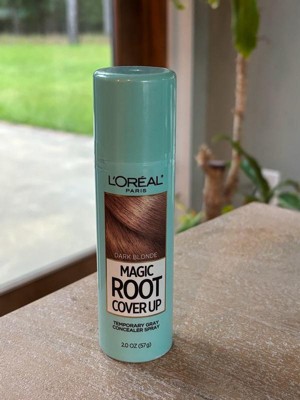 L'ORÉAL
PARIS
DARK BLONDE
MAGIC
ROOT
COVER UP
TEMPORARY GRAY
CONCEALER SPRAY
2.0 OZ (57g)